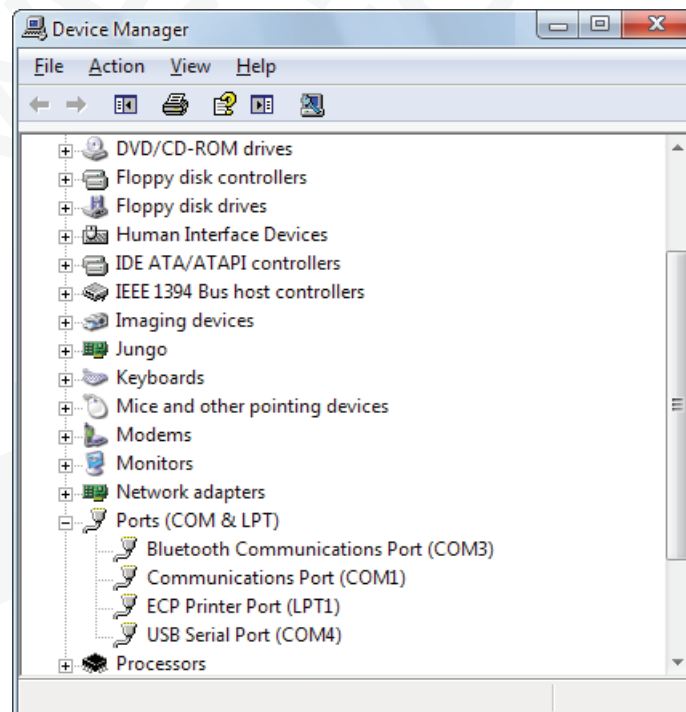 Device Manager
File Action View Help
DVD/CD-ROM drives
Floppy disk controllers
Floppy disk drives
Human Interface Devices
IDE ATA/ATAPI controllers
IEEE 1394 Bus host controllers
Imaging devices
Jungo
Keyboards
Mice and other pointing devices
Modems
Monitors
Network adapters
Ports (COM & LPT)
Bluetooth Communications Port (COM3)
Communications Port (COM1)
ECP Printer Port (LPT1)
USB Serial Port (COM4)
Processors